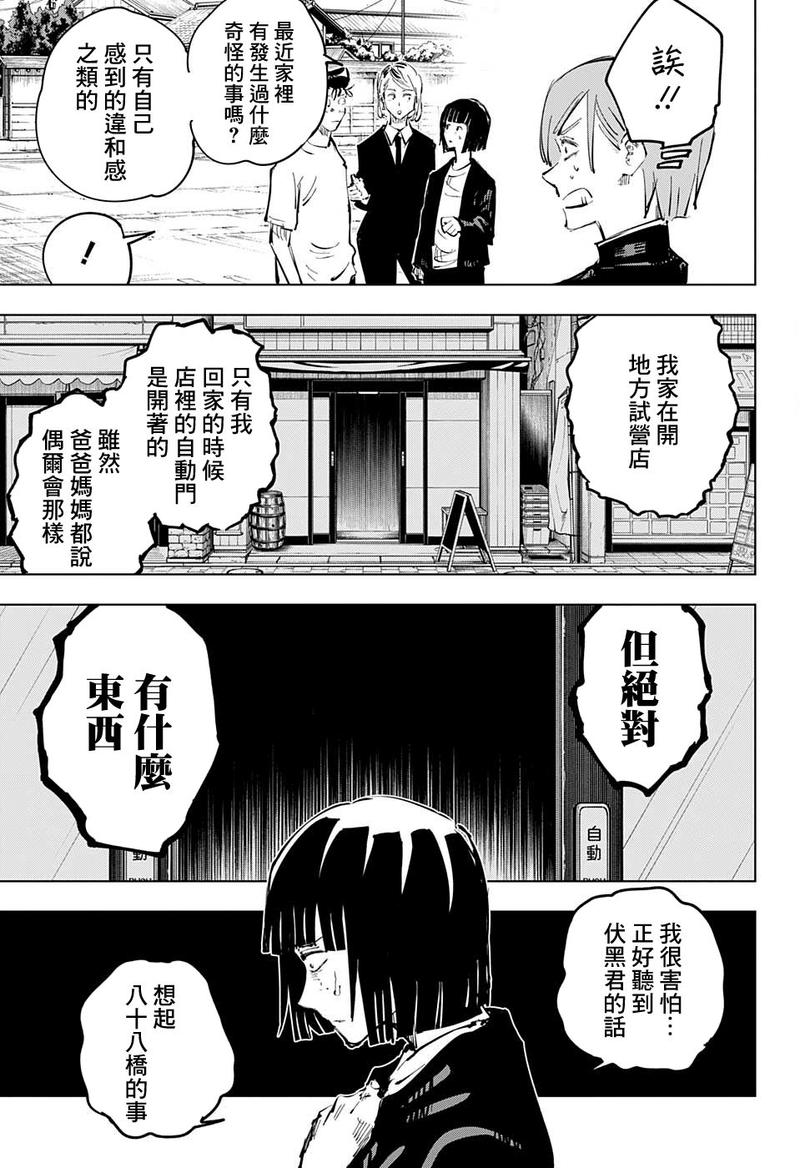 誒!!
最近家裡
有發生過什麼
奇怪的事嗎?
只有自己
感到的違和感
之類的
!
我家在開
地方試營店
只有我
回家的時候
店裡的自動門
是開著的
雖然
爸爸媽媽都說
偶爾會那樣
但絕對
有什麼
東西
自動
動
我很害怕…
正好聽到
伏黑君的話
想起
八十八橋的事